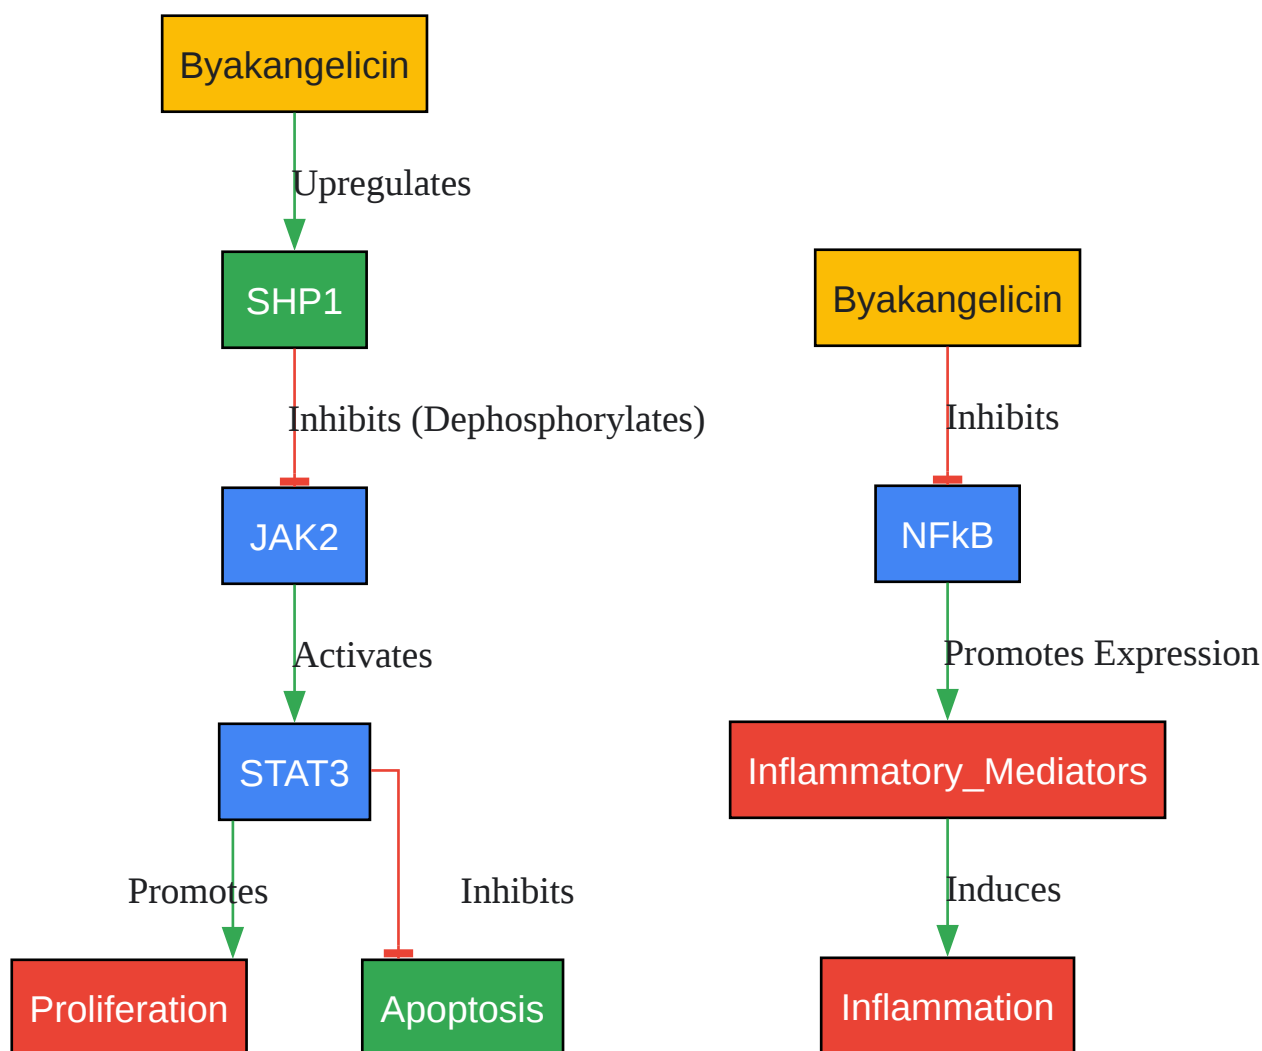 Byakangelicin
Upregulates
SHP1
Inhibits (Dephosphorylates)
JAK2
Activates
STAT3
Promotes
Inhibits
Proliferation
Apoptosis
Byakangelicin
Inhibits
NFkB
Promotes Expression
Inflammatory_Mediators
Induces
Inflammation